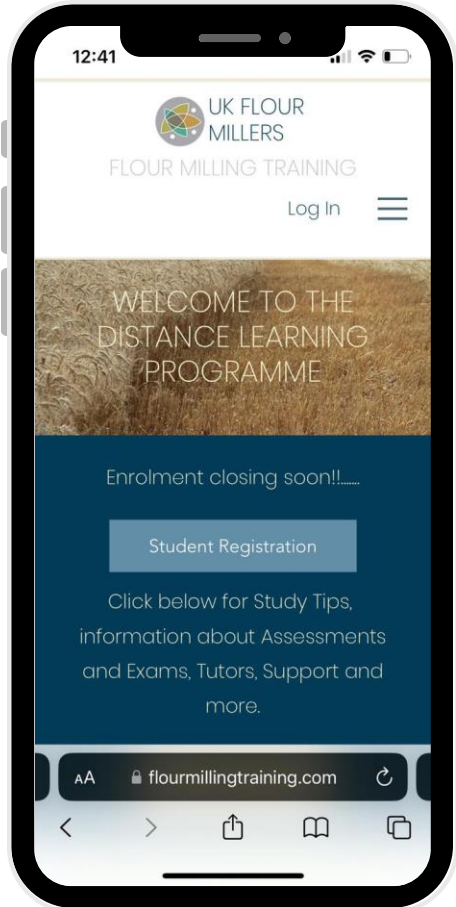 12:41
UK FLOUR
MILLERS
FLOUR MILLING TRAINING
Log In
WELCOME TO THE
DISTANCE LEARNING
PROGRAMME
Enrolment closing soon!!......
Student Registration
Click below for Study Tips,
information about Assessments
and Exams, Tutors, Support and
more.
AA flourmillingtraining.com